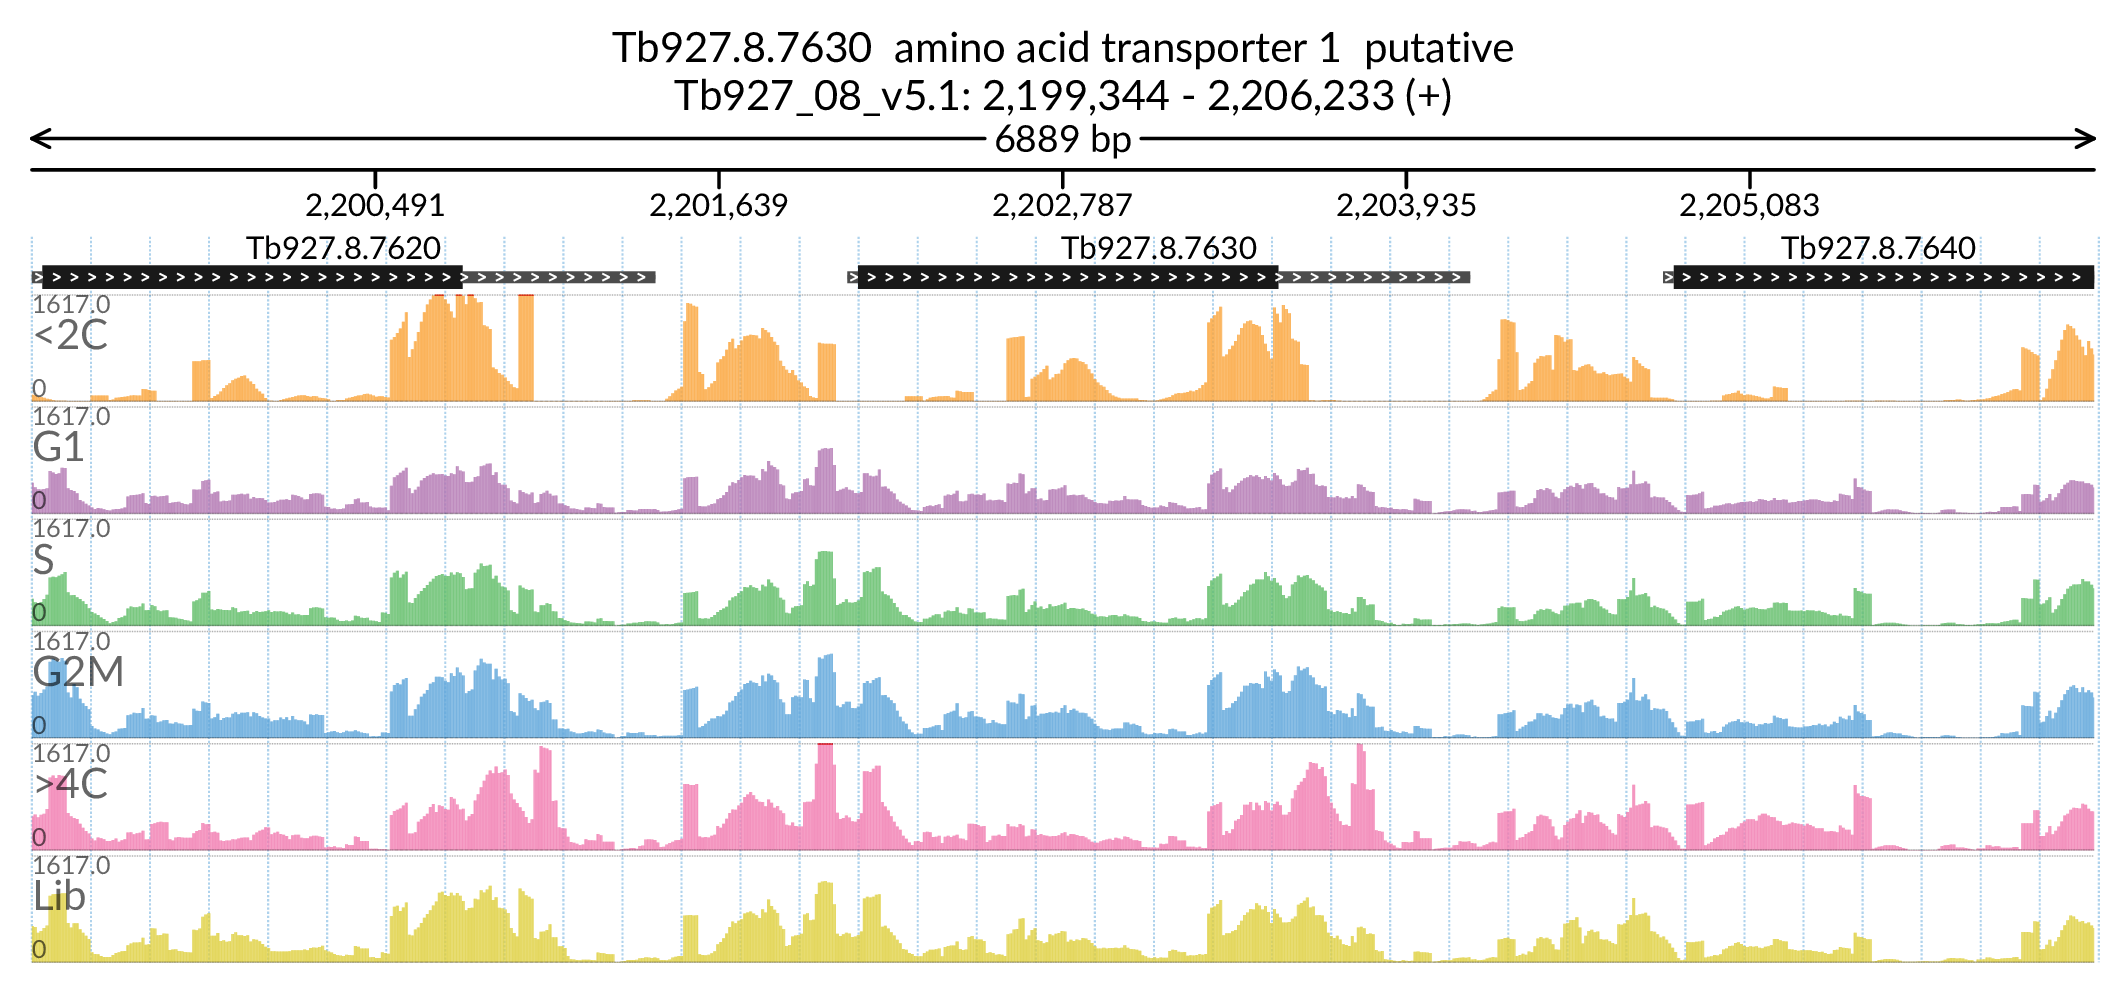 Tb927.8.7630 amino acid transporter 1 putative
Tb927_08_v5.1: 2,199,344 - 2,206,233 (+)
6889 bp
2,200,491 2,201,639 2,202,787 2,203,935 2,205,083
Tb927.8.7620 Tb927.8.7630 Tb927.8.7640
1617.0
<2C
0
1617.0
G1
0
1617.0
S
0
1617.0
G2M
0
1617.0
>4C
0
1617.0
Lib
0